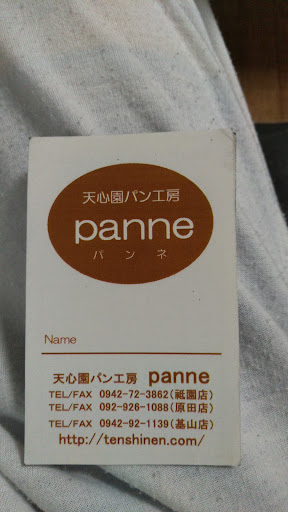 天心園パン工房
panne
パンネ
Name
天心園パン工房 panne
TEL/FAX 0942-72-3862(祗園店)
TEL/FAX 092-926-1088(原田店)
TEL/FAX 0942-92-1139(基山店)
http://tenshinen.com/